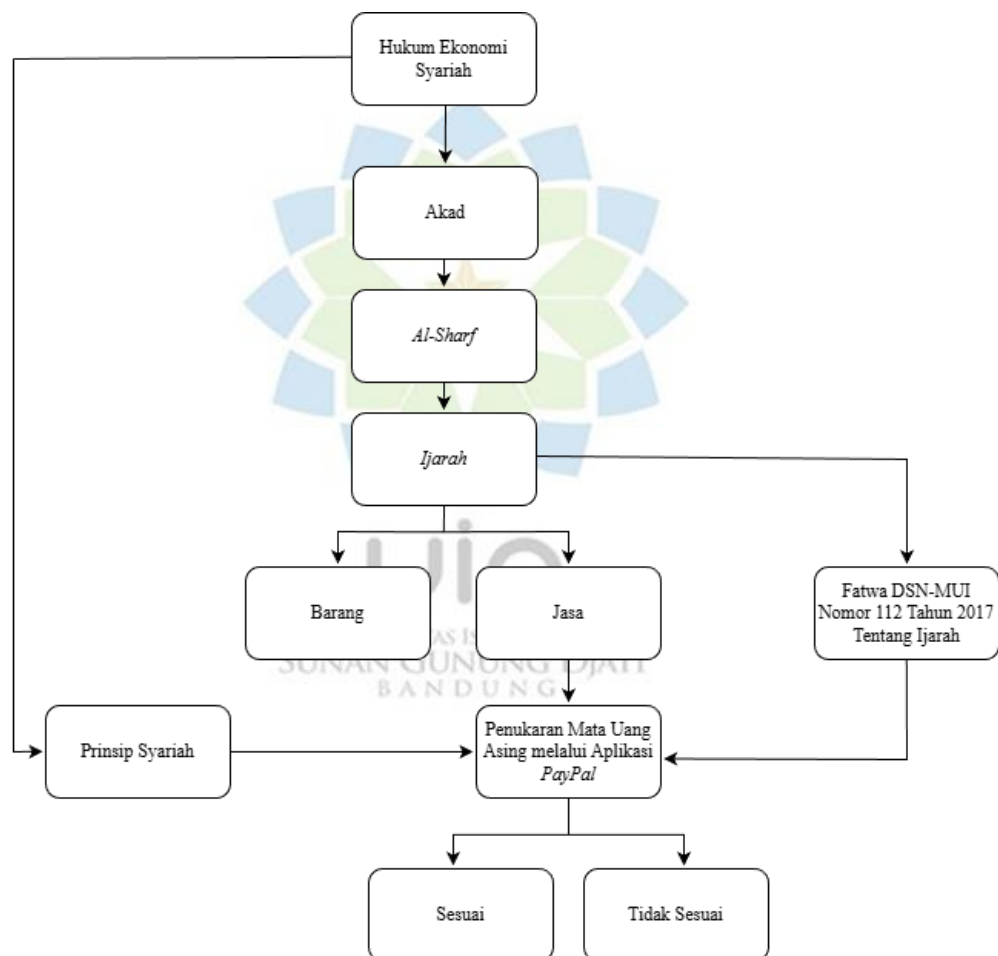 Hukum Ekonomi
Syariah
Akad
Al-Sharf
Ijarah
Barang
Jasa
Fatwa DSN-MUI
Nomor 112 Tahun 2017
Tentang Ijarah
SUNAN GUNUNG DJATI
BANDUNG
Prinsip Syariah
Penukaran Mata Uang
Asing melalui Aplikasi
PayPal
Sesuai
Tidak Sesuai